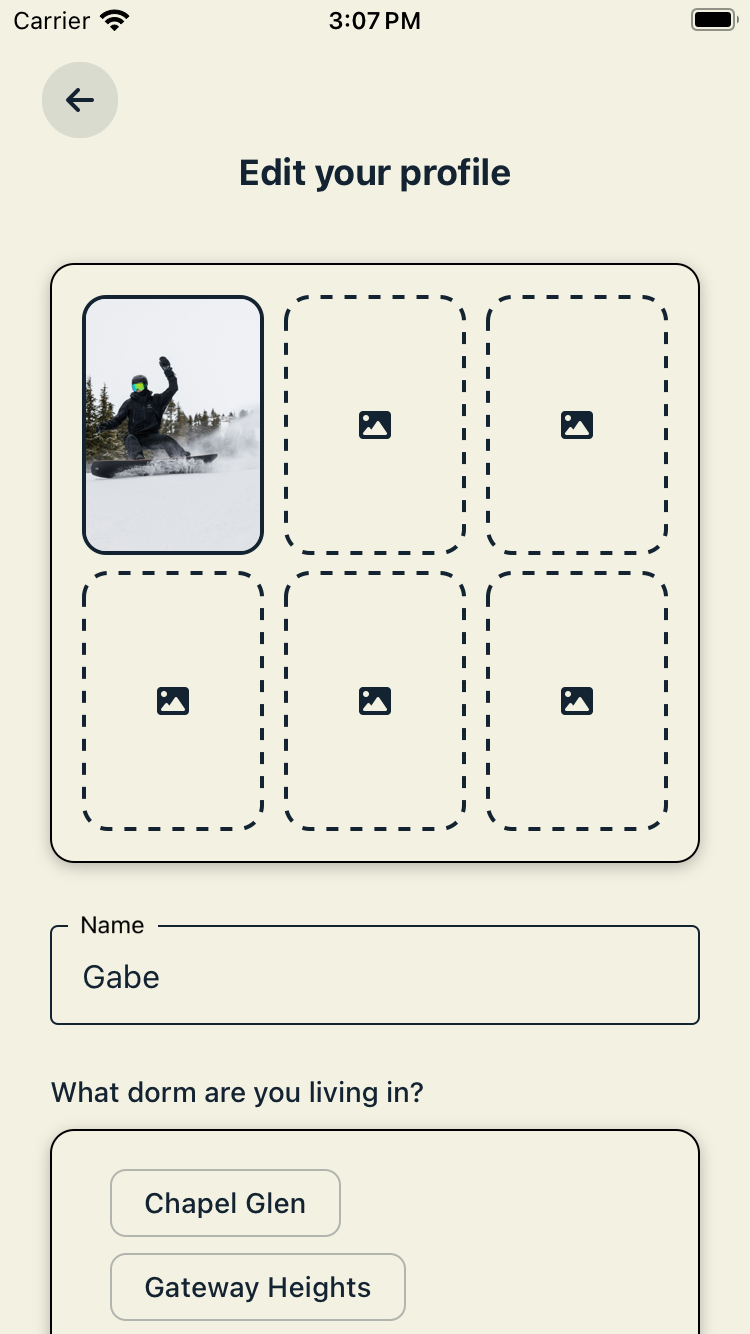 Carrier 3:07 PM
Edit your profile
Name
Gabe
What dorm are you living in?
Chapel Glen
Gateway Heights